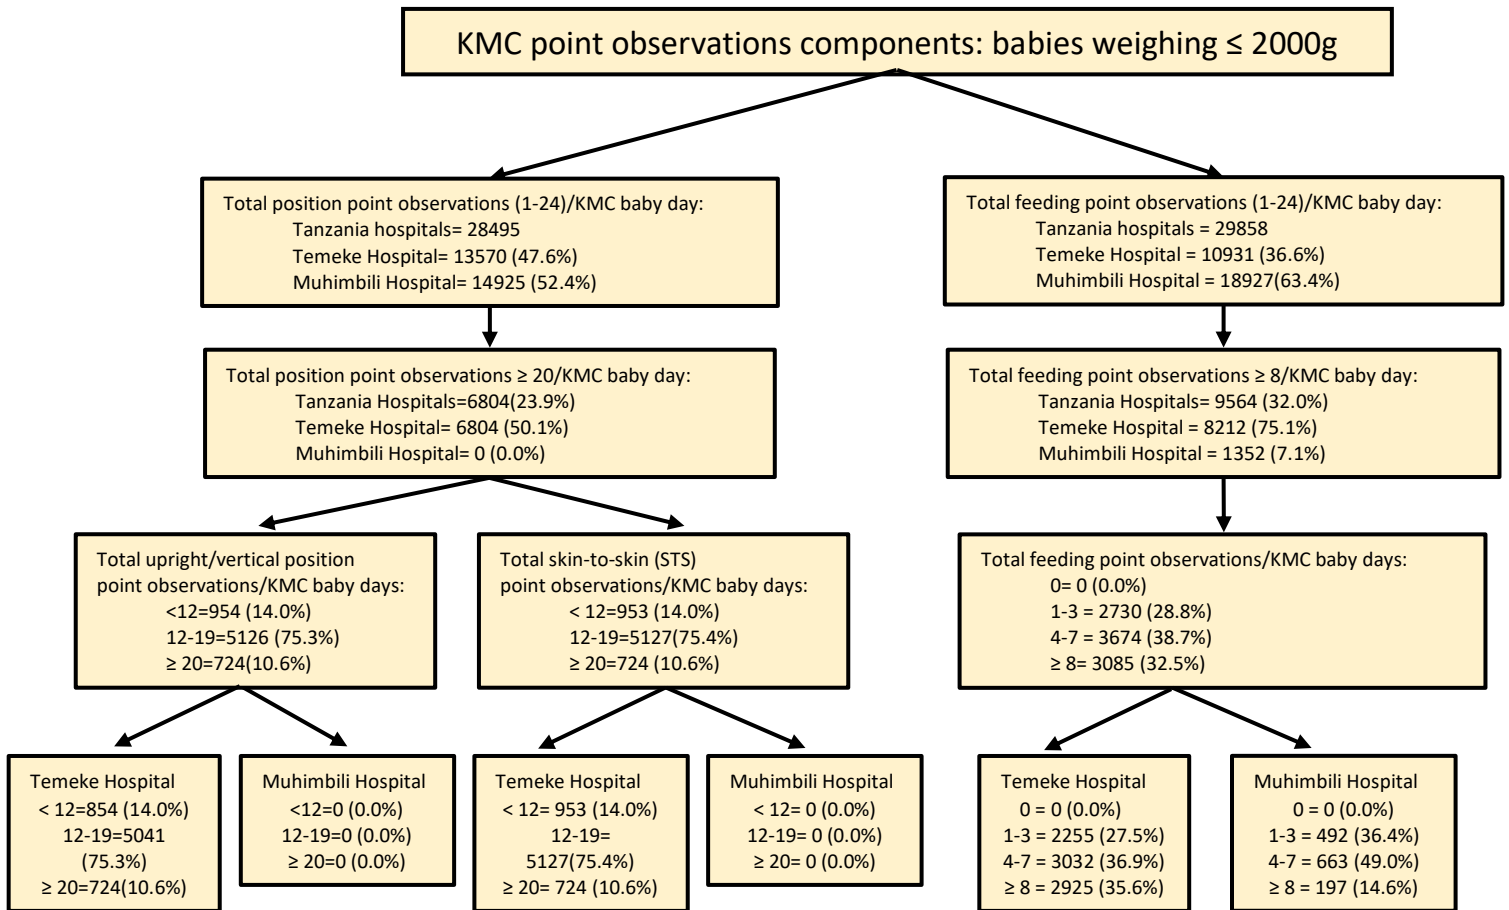 KMC point observations components: babies weighing ≤ 2000g
Total position point observations (1-24)/KMC baby day:
Tanzania hospitals= 28495
Temeke Hospital= 13570 (47.6%)
Muhimbili Hospital= 14925 (52.4%)
Total feeding point observations (1-24)/KMC baby day:
Tanzania hospitals = 29858
Temeke Hospital = 10931 (36.6%)
Muhimbili Hospital = 18927(63.4%)
Total position point observations ≥ 20/KMC baby day:
Tanzania Hospitals=6804(23.9%)
Temeke Hospital= 6804 (50.1%)
Muhimbili Hospital= 0 (0.0%)
Total feeding point observations ≥ 8/KMC baby day:
Tanzania Hospitals= 9564 (32.0%)
Temeke Hospital = 8212 (75.1%)
Muhimbili Hospital = 1352 (7.1%)
Total upright/vertical position
point observations/KMC baby days:
<12=954 (14.0%)
12-19=5126 (75.3%)
≥ 20=724(10.6%)
Total skin-to-skin (STS)
point observations/KMC baby days:
< 12=953 (14.0%)
12-19=5127(75.4%)
≥ 20=724 (10.6%)
Total feeding point observations/KMC baby days:
0= 0 (0.0%)
1-3 = 2730 (28.8%)
4-7 = 3674 (38.7%)
≥ 8= 3085 (32.5%)
Temeke Hospital
< 12=854 (14.0%)
12-19=5041
(75.3%)
≥ 20=724(10.6%)
Muhimbili Hospital
<12=0 (0.0%)
12-19=0 (0.0%)
≥ 20=0 (0.0%)
Temeke Hospital
< 12= 953 (14.0%)
12-19=
5127(75.4%)
≥ 20= 724 (10.6%)
Muhimbili Hospital
< 12= 0 (0.0%)
12-19= 0 (0.0%)
≥ 20= 0 (0.0%)
Temeke Hospital
0 = 0 (0.0%)
1-3 = 2255 (27.5%)
4-7 = 3032 (36.9%)
≥ 8 = 2925 (35.6%)
Muhimbili Hospital
0 = 0 (0.0%)
1-3 = 492 (36.4%)
4-7 = 663 (49.0%)
≥ 8 = 197 (14.6%)